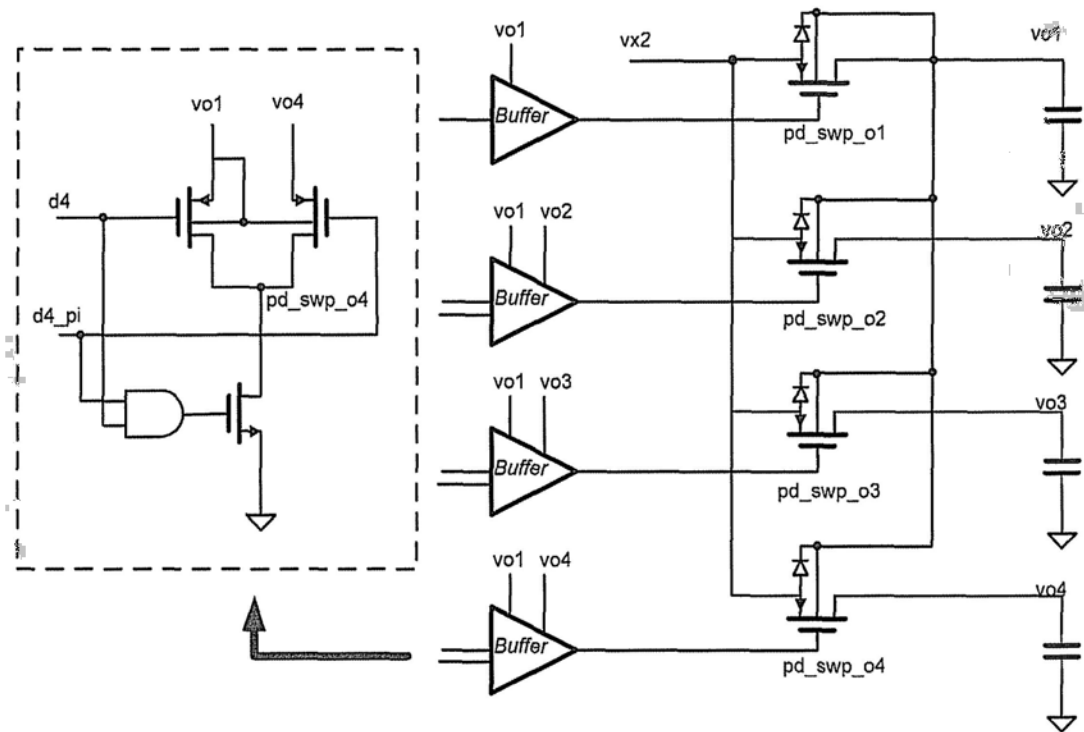 vo1
vo4
d4
pd_swp_o4
d4_pi
vo1
Buffer
vx2
pd_swp_o1
vo1
vo1 vo2
Buffer
pd_swp_o2
vo2
vo1 vo3
Buffer
pd_swp_o3
vo3
vo1 vo4
Buffer
pd_swp_o4
vo4